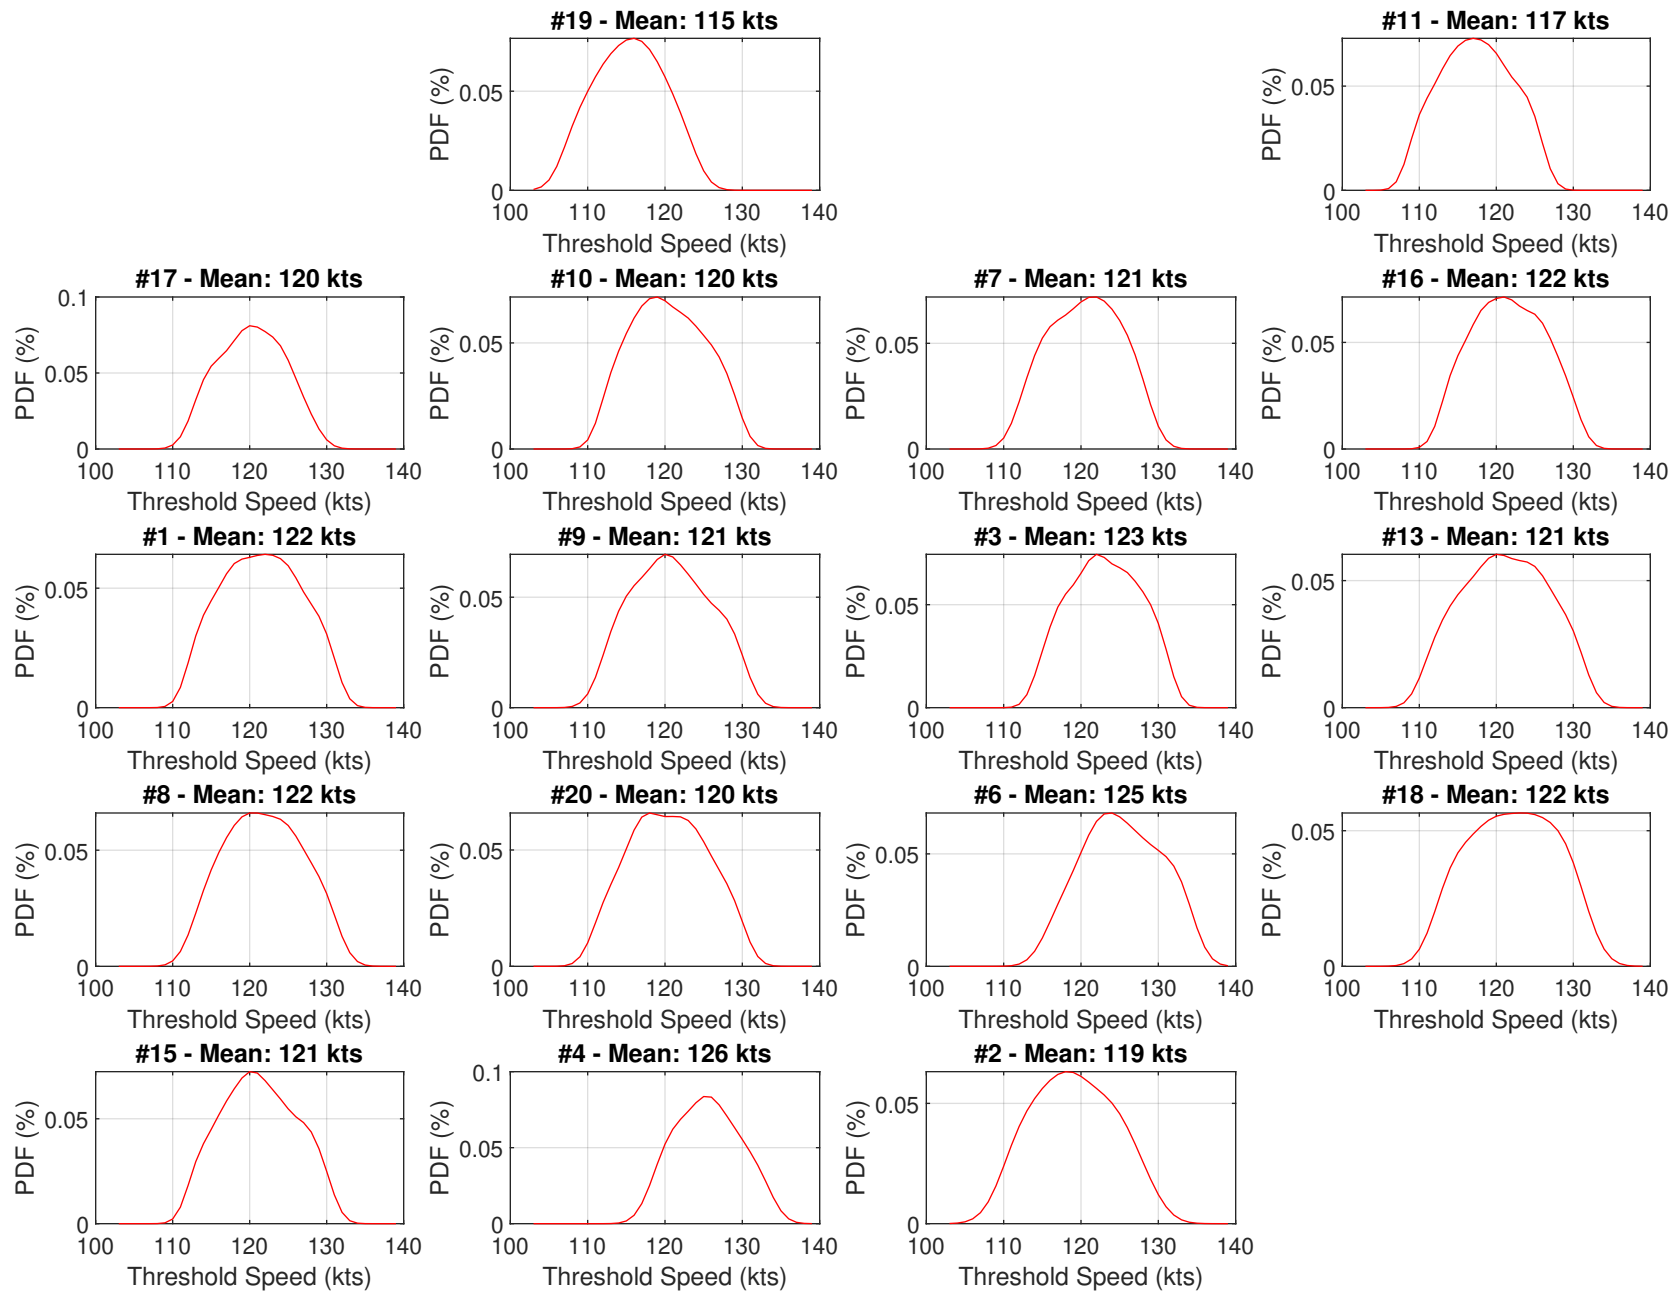 #19 - Mean: 115 kts
PDF (%)
0.05
0
100 110 120 130 140
Threshold Speed (kts)
#11 - Mean: 117 kts
PDF (%)
0.05
0
100 110 120 130 140
Threshold Speed (kts)
#17 - Mean: 120 kts
PDF (%)
0.1
0.05
0
100 110 120 130 140
Threshold Speed (kts)
#10 - Mean: 120 kts
PDF (%)
0.05
0
100 110 120 130 140
Threshold Speed (kts)
#7 - Mean: 121 kts
PDF (%)
0.05
0
100 110 120 130 140
Threshold Speed (kts)
#16 - Mean: 122 kts
PDF (%)
0.05
0
100 110 120 130 140
Threshold Speed (kts)
#1 - Mean: 122 kts
PDF (%)
0.05
0
100 110 120 130 140
Threshold Speed (kts)
#9 - Mean: 121 kts
PDF (%)
0.05
0
100 110 120 130 140
Threshold Speed (kts)
#3 - Mean: 123 kts
PDF (%)
0.05
0
100 110 120 130 140
Threshold Speed (kts)
#13 - Mean: 121 kts
PDF (%)
0.05
0
100 110 120 130 140
Threshold Speed (kts)
#8 - Mean: 122 kts
PDF (%)
0.05
0
100 110 120 130 140
Threshold Speed (kts)
#20 - Mean: 120 kts
PDF (%)
0.05
0
100 110 120 130 140
Threshold Speed (kts)
#6 - Mean: 125 kts
PDF (%)
0.05
0
100 110 120 130 140
Threshold Speed (kts)
#18 - Mean: 122 kts
PDF (%)
0.05
0
100 110 120 130 140
Threshold Speed (kts)
#15 - Mean: 121 kts
PDF (%)
0.05
0
100 110 120 130 140
Threshold Speed (kts)
#4 - Mean: 126 kts
PDF (%)
0.1
0.05
0
100 110 120 130 140
Threshold Speed (kts)
#2 - Mean: 119 kts
PDF (%)
0.05
0
100 110 120 130 140
Threshold Speed (kts)